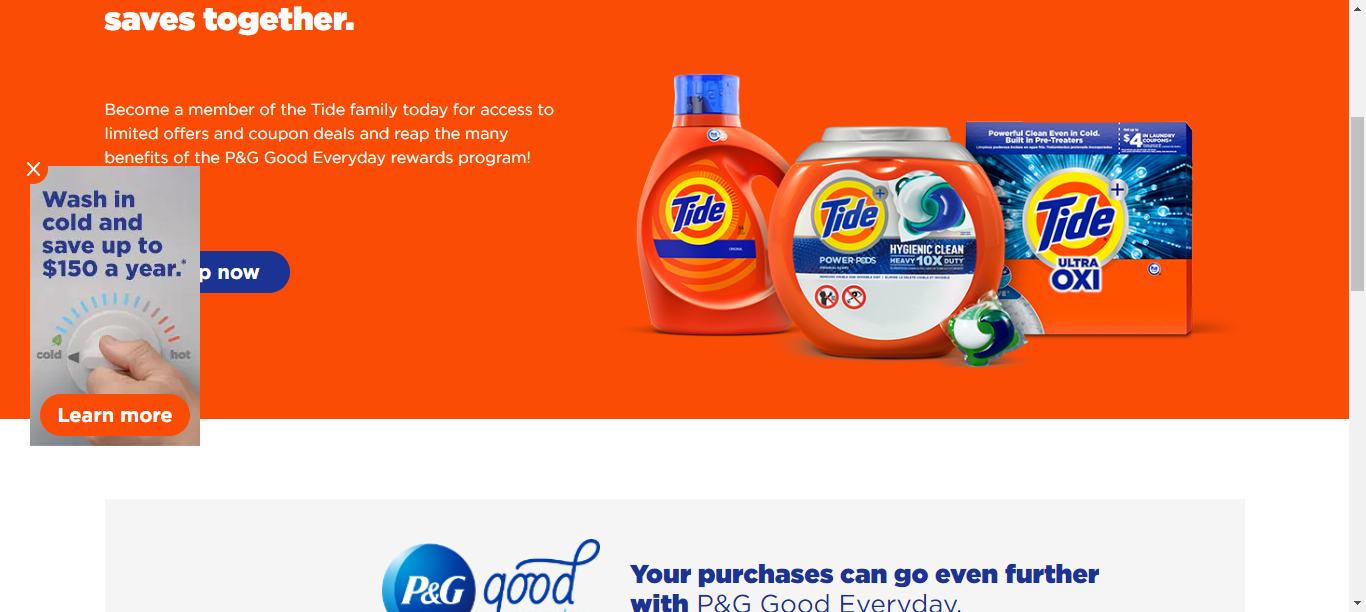 saves together.
Become a member of the Tide family today for access to
limited offers and coupon deals and reap the many
benefits of the P&G Good Everyday rewards program!
Wash in
cold and
save up to
$150 a year.*
cold
hot
Learn more
p now
Tide
ORIGINAL
Tide+
POWER PODS
HYGIENIC CLEAN
HEAVY 10X DUTY
Powerful Clean Even in Cold.
Built in Pre-Treaters
$4 IN LAUNDRY
COUPONS*
Tide+
ULTRA
OXI
P&G good
Your purchases can go even further
with P&G Good Everyday.